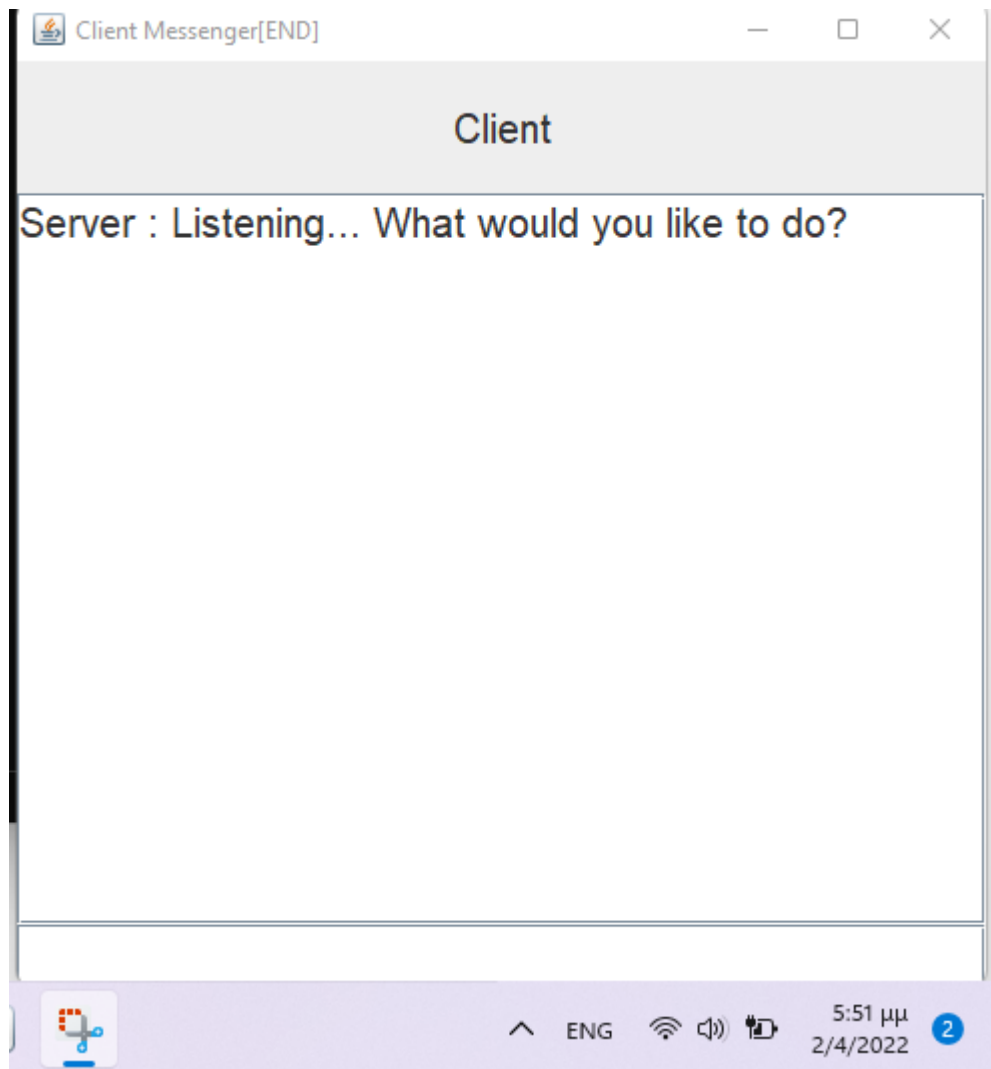 Client Messenger[END]
Client
Server : Listening... What would you like to do?
ENG
5:51 μμ
2/4/2022
2